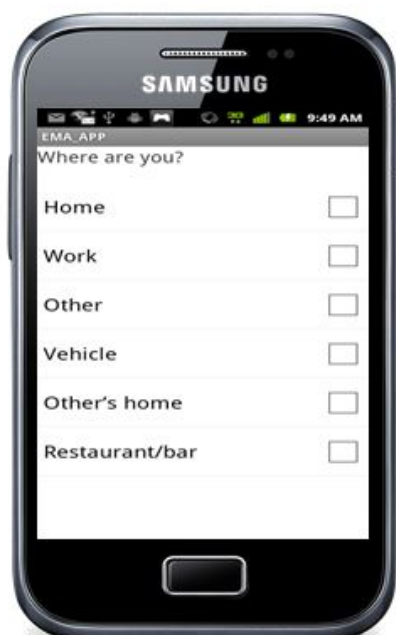 SAMSUNG
9:49 AM
EMA_APP
Where are you?
Home
Work
Other
Vehicle
Other's home
Restaurant/bar